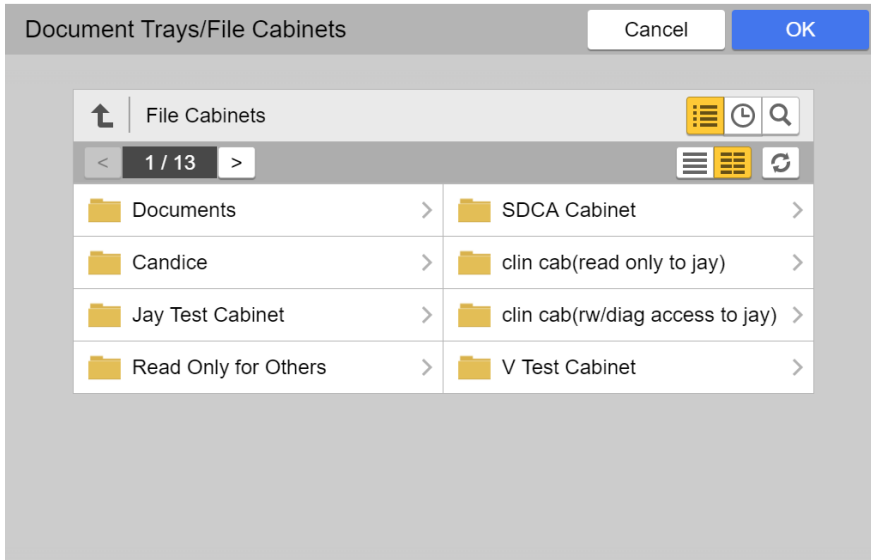 Document Trays/File Cabinets
Cancel
OK
File Cabinets
< 1 / 13 >
Documents
SDCA Cabinet
Candice
clin cab(read only to jay)
Jay Test Cabinet
clin cab(rw/diag access to jay)
Read Only for Others
V Test Cabinet